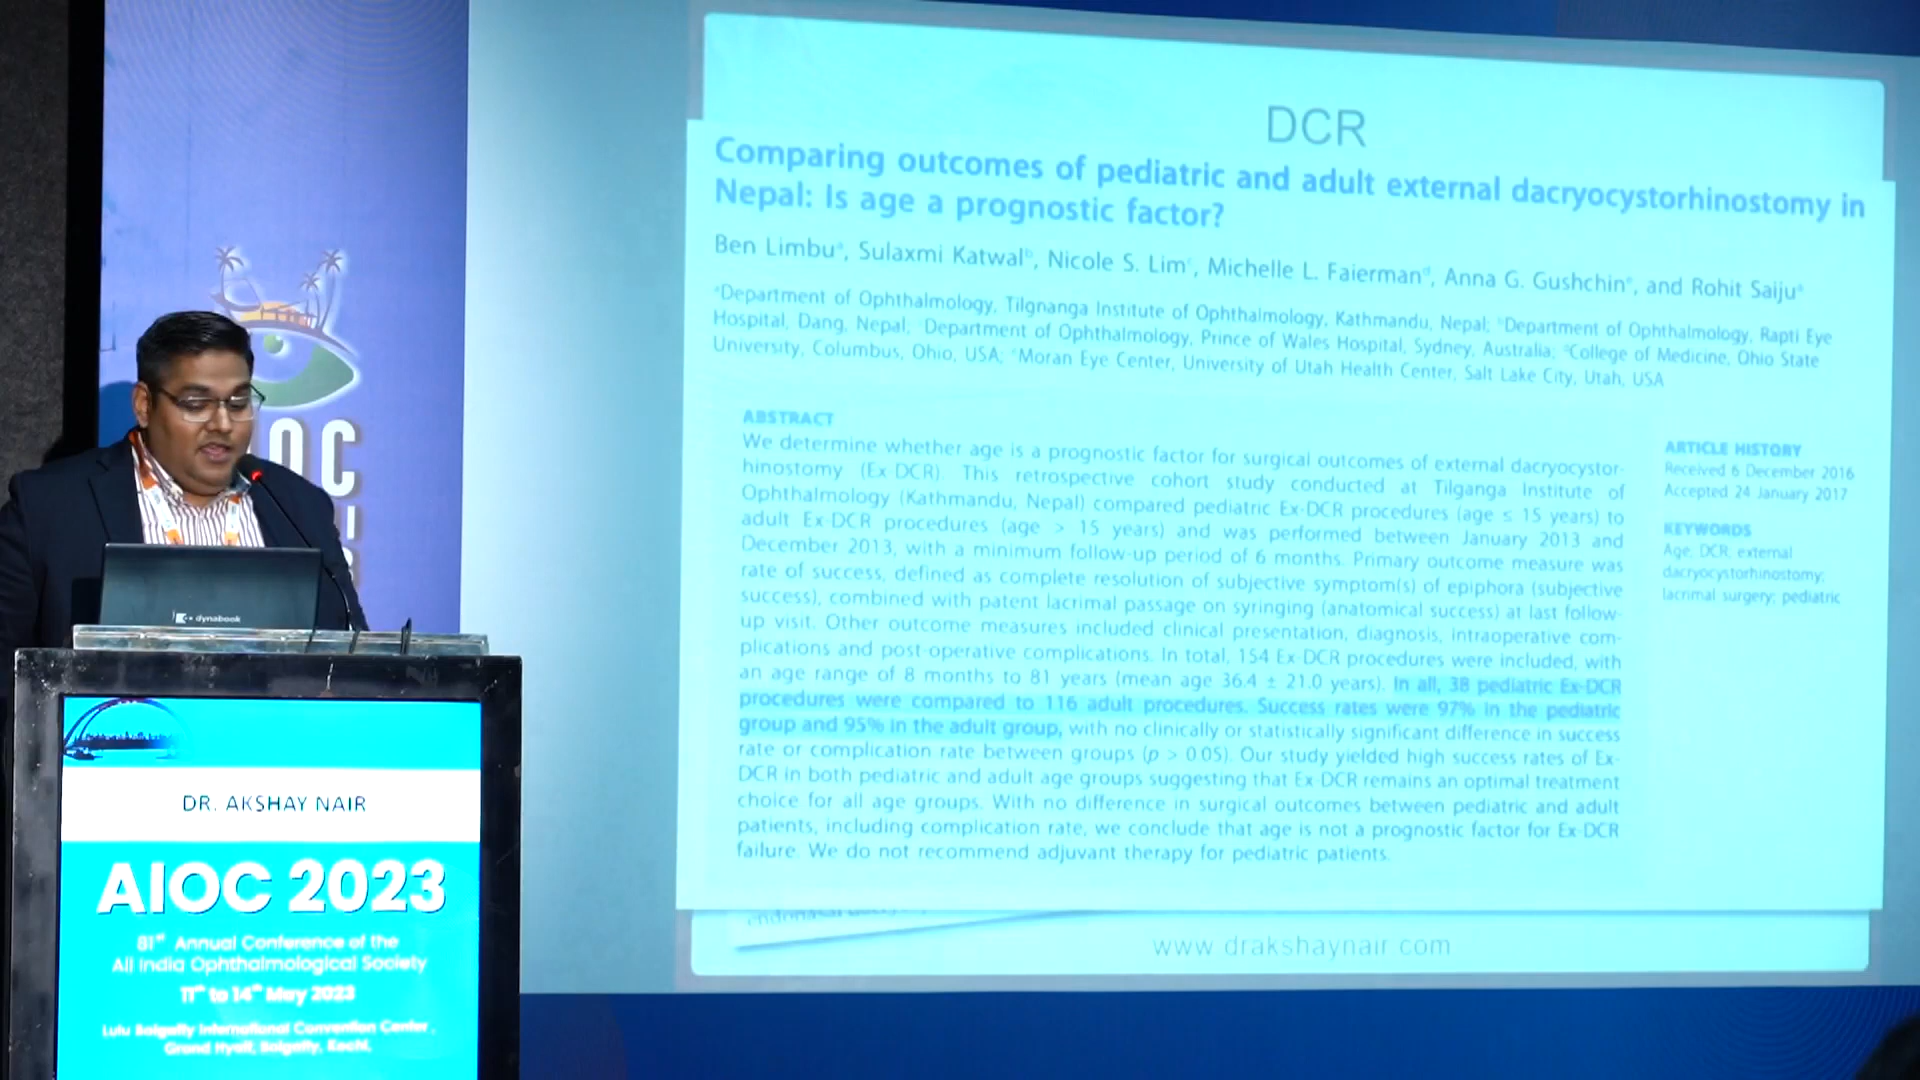 DCR
Comparing outcomes of pediatric and adult external dacryocystorhinostomy in
Nepal: Is age a prognostic factor?
Ben Limbuᵃ, Sulaxmi Katwalᵇ, Nicole S. Limᶜ, Michelle L. Faiermanᵈ, Anna G. Gushchinᵉ, and Rohit Saijuᵃ
ᵃDepartment of Ophthalmology, Tilgnanga Institute of Ophthalmology, Kathmandu, Nepal; ᵇDepartment of Ophthalmology, Rapti Eye
Hospital, Dang, Nepal; ᶜDepartment of Ophthalmology, Prince of Wales Hospital, Sydney, Australia; ᵈCollege of Medicine, Ohio State
University, Columbus, Ohio, USA; ᵉMoran Eye Center, University of Utah Health Center, Salt Lake City, Utah, USA
ABSTRACT
We determine whether age is a prognostic factor for surgical outcomes of external dacryocystor-
hinostomy (Ex-DCR). This retrospective cohort study conducted at Tilganga Institute of
Ophthalmology (Kathmandu, Nepal) compared pediatric Ex-DCR procedures (age ≤ 15 years) to
adult Ex-DCR procedures (age > 15 years) and was performed between January 2013 and
December 2013, with a minimum follow-up period of 6 months. Primary outcome measure was
rate of success, defined as complete resolution of subjective symptom(s) of epiphora (subjective
success), combined with patent lacrimal passage on syringing (anatomical success) at last follow-
up visit. Other outcome measures included clinical presentation, diagnosis, intraoperative com-
plications and post-operative complications. In total, 154 Ex-DCR procedures were included, with
an age range of 8 months to 81 years (mean age 36.4 ± 21.0 years). In all, 38 pediatric Ex-DCR
procedures were compared to 116 adult procedures. Success rates were 97% in the pediatric
group and 95% in the adult group, with no clinically or statistically significant difference in success
rate or complication rate between groups (p > 0.05). Our study yielded high success rates of Ex-
DCR in both pediatric and adult age groups suggesting that Ex-DCR remains an optimal treatment
choice for all age groups. With no difference in surgical outcomes between pediatric and adult
patients, including complication rate, we conclude that age is not a prognostic factor for Ex-DCR
failure. We do not recommend adjuvant therapy for pediatric patients.
ARTICLE HISTORY
Received 6 December 2016
Accepted 24 January 2017
KEYWORDS
Age, DCR, external
dacryocystorhinostomy;
lacrimal surgery; pediatric
www.drakshaynair.com
OC
dynabook
DR. AKSHAY NAIR
AIOC 2023
81ˢᵗ Annual Conference of the
All India Ophthalmological Society
11ᵗʰ to 14ᵗʰ May 2023
Lulu Bolgatty International Convention Center,
Grand Hyatt, Bolgatty, Kochi.